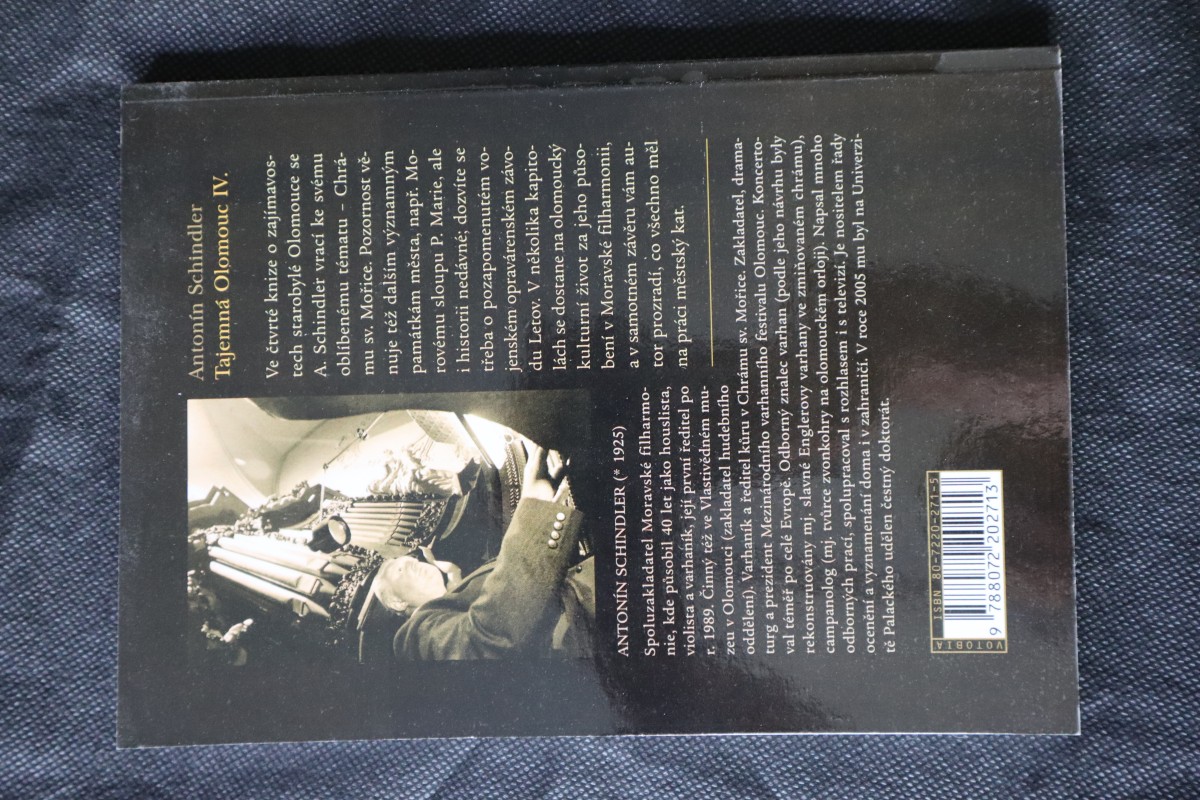 Antonín Schindler
Tajemná Olomouc IV.
Ve čtvrté knize o zajímavos-
tech starobylé Olomouce se
A. Schindler vrací ke svému
oblíbenému tématu – Chrá-
mu sv. Mořice. Pozornost vě-
nuje též dalším významným
památkám města, např. Mo-
rovému sloupu P. Marie, ale
i historii nedávné; dozvíte se
třeba o pozapomenutém vo-
jenském opravárenském závo-
du Letov. V několika kapito-
lách se dostane na olomoucký
kulturní život za jeho půso-
bení v Moravské filharmonii,
a v samotném závěru vám au-
tor prozradí, co všechno měl
na práci městský kat.
ANTONÍN SCHINDLER (* 1925)
Spoluzakladatel Moravské filharmo-
nie, kde působil 40 let jako houslista,
violista a varhaník, její první ředitel po
r. 1989. Činný též ve Vlastivědném mu-
zeu v Olomouci (zakladatel hudebního
oddělení). Varhaník a ředitel kůru v Chrámu sv. Mořice. Zakladatel, drama-
turg a prezident Mezinárodního varhanního festivalu Olomouc. Koncerto-
val téměř po celé Evropě. Odborný znalec varhan (podle jeho návrhu byly
rekonstruovány mj. slavné Englerovy varhany ve zmiňovaném chrámu),
campanolog (mj. tvůrce zvonkohry na olomouckém orloji). Napsal mnoho
odborných prací, spolupracoval s rozhlasem i s televizí. Je nositelem řady
ocenění a vyznamenání doma i v zahraničí. V roce 2005 mu byl na Univerzi-
tě Palackého udělen čestný doktorát.
VOTOBIA
ISBN 80-7220-271-5
9 788072 202713